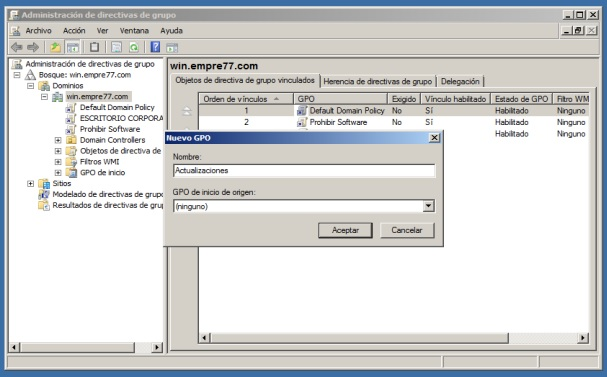 Administración de directivas de grupo
Archivo Acción Ver Ventana Ayuda
Administración de directivas de grupo
Bosque: win.empre77.com
Dominios
win.empre77.com
Default Domain Policy
ESCRITORIO CORPORA
Prohibir Software
Domain Controllers
Objetos de directiva de
Filtros WMI
GPO de inicio
Sitios
Modelado de directivas de grupo
Resultados de directivas de gru
win.empre77.com
Objetos de directiva de grupo vinculados Herencia de directivas de grupo Delegación
Orden de vínculos GPO Exigido Vínculo habilitado Estado de GPO Filtro WM
1 Default Domain Policy No Sí Habilitado Ninguno
2 Prohibir Software No Sí Habilitado Ninguno
Habilitado Ninguno
Nuevo GPO
Nombre:
Actualizaciones
GPO de inicio de origen:
(ninguno)
Aceptar Cancelar